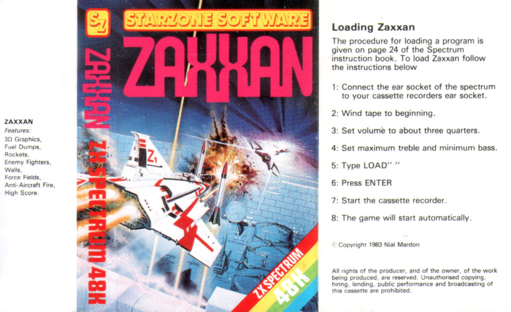 ZAXXAN
Features:
3D Graphics,
Fuel Dumps,
Rockets,
Enemy Fighters,
Walls,
Force Fields,
Anti-Aircraft Fire,
High Score.
SZ
ZAXXAN ZX SPECTRUM 48K
STARZONE SOFTWARE
ZAXXAN
Z1
ZX SPECTRUM
48K
Loading Zaxxan
The procedure for loading a program is
given on page 24 of the Spectrum
instruction book. To load Zaxxan follow
the instructions below
1: Connect the ear socket of the spectrum
to your cassette recorders ear socket.
2: Wind tape to beginning.
3: Set volume to about three quarters.
4: Set maximum treble and minimum bass.
5: Type LOAD" "
6: Press ENTER
7: Start the cassette recorder.
8: The game will start automatically.
© Copyright 1983 Nial Mardon
All rights of the producer, and of the owner, of the work
being produced, are reserved. Unauthorised copying,
hiring, lending, public performance and broadcasting of
this cassette are prohibited.